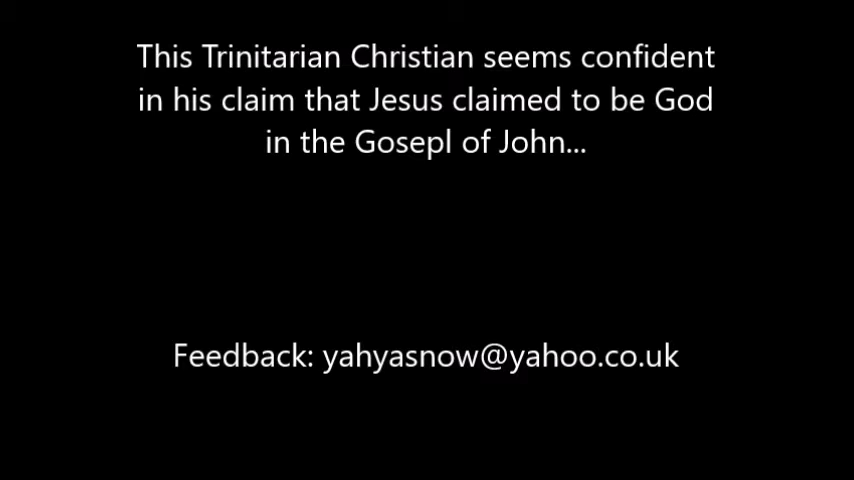 This Trinitarian Christian seems confident
in his claim that Jesus claimed to be God
in the Gosepl of John...
Feedback: yahyasnow@yahoo.co.uk